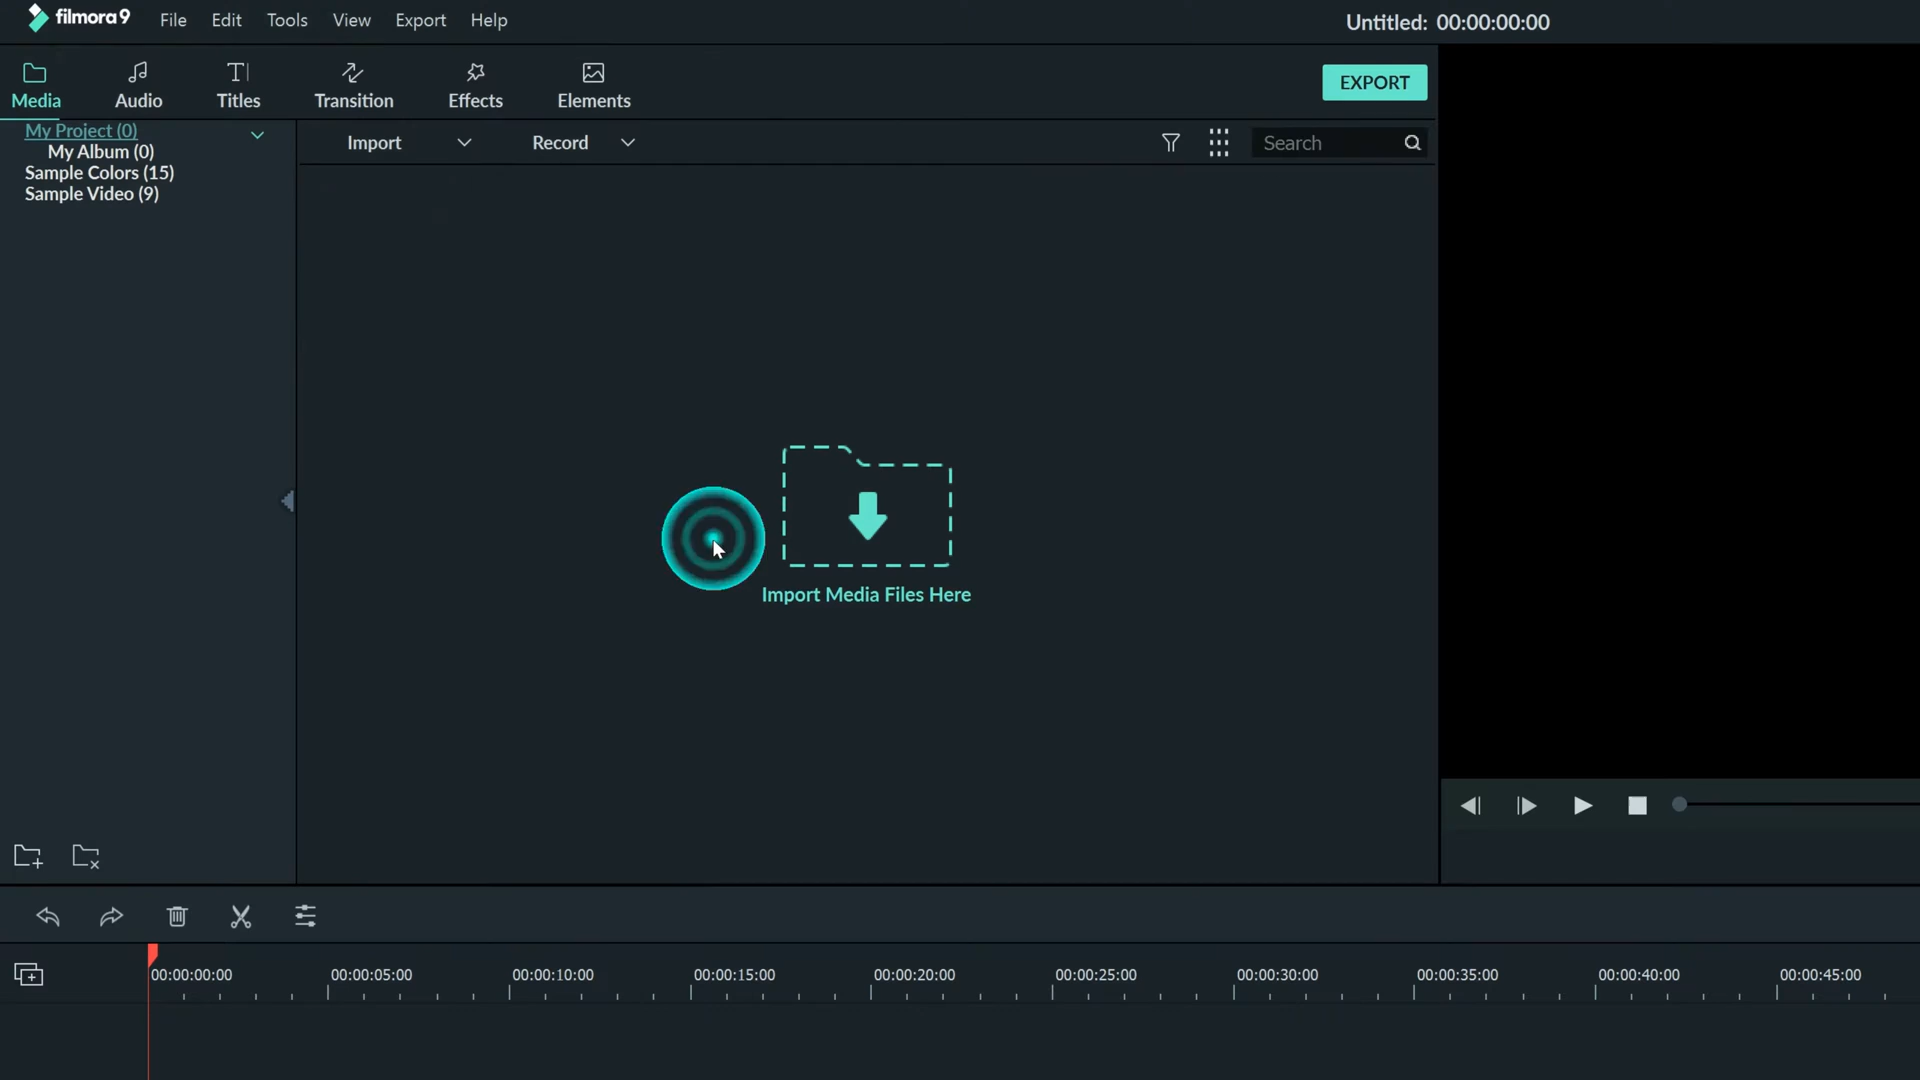 filmora9 File Edit Tools View Export Help Untitled: 00:00:00:00
Media Audio Titles Transition Effects Elements EXPORT
My Project (0)
My Album (0)
Sample Colors (15)
Sample Video (9)
Import Record Search
Import Media Files Here
00:00:00:00 00:00:05:00 00:00:10:00 00:00:15:00 00:00:20:00 00:00:25:00 00:00:30:00 00:00:35:00 00:00:40:00 00:00:45:00